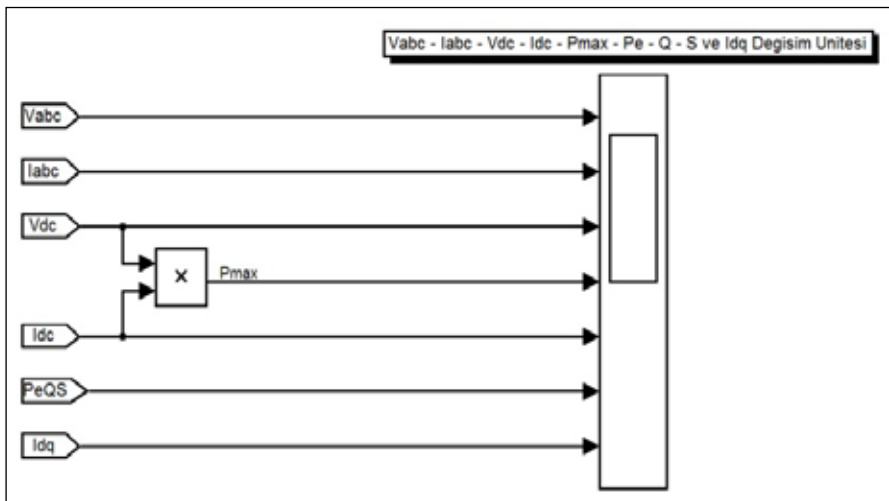 Vabc - Iabc - Vdc - Idc - Pmax - Pe - Q - S ve Idq Degisim Unitesi
Vabc
Iabc
Vdc
×
Pmax
Idc
PeQS
Idq